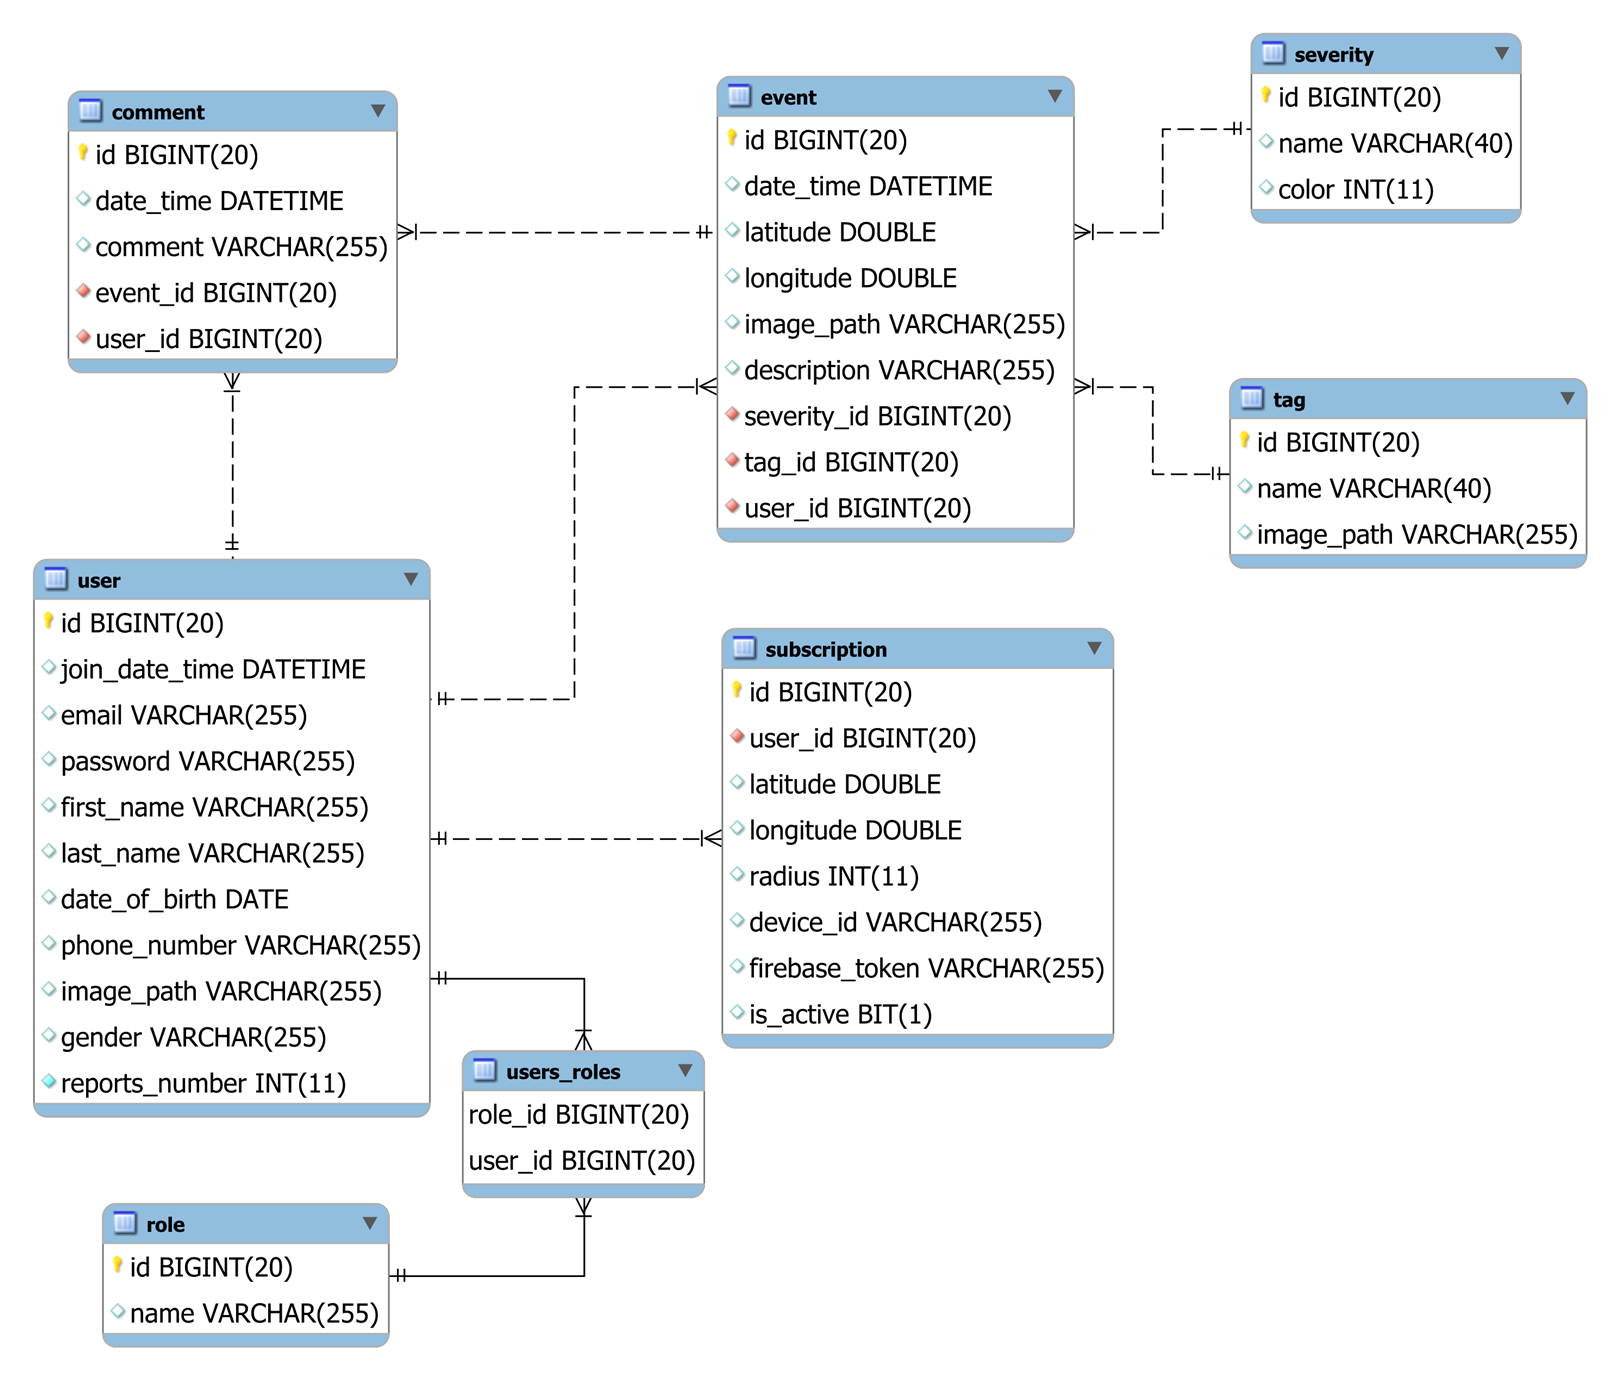 comment
id BIGINT(20)
date_time DATETIME
comment VARCHAR(255)
event_id BIGINT(20)
user_id BIGINT(20)
event
id BIGINT(20)
date_time DATETIME
latitude DOUBLE
longitude DOUBLE
image_path VARCHAR(255)
description VARCHAR(255)
severity_id BIGINT(20)
tag_id BIGINT(20)
user_id BIGINT(20)
severity
id BIGINT(20)
name VARCHAR(40)
color INT(11)
tag
id BIGINT(20)
name VARCHAR(40)
image_path VARCHAR(255)
user
id BIGINT(20)
join_date_time DATETIME
email VARCHAR(255)
password VARCHAR(255)
first_name VARCHAR(255)
last_name VARCHAR(255)
date_of_birth DATE
phone_number VARCHAR(255)
image_path VARCHAR(255)
gender VARCHAR(255)
reports_number INT(11)
subscription
id BIGINT(20)
user_id BIGINT(20)
latitude DOUBLE
longitude DOUBLE
radius INT(11)
device_id VARCHAR(255)
firebase_token VARCHAR(255)
is_active BIT(1)
users_roles
role_id BIGINT(20)
user_id BIGINT(20)
role
id BIGINT(20)
name VARCHAR(255)